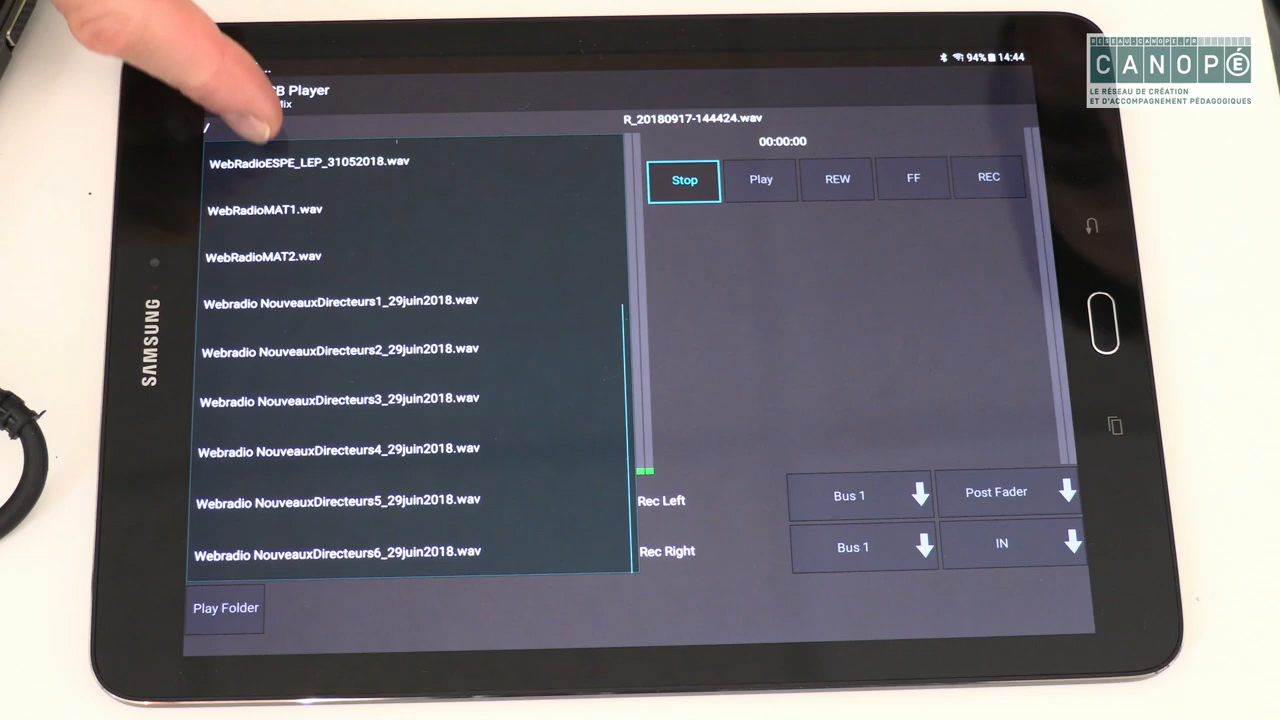 94% 14:44
Player
R_20180917-144424.wav
00:00:00
/
WebRadioESPE_LEP_31052018.wav
WebRadioMAT1.wav
WebRadioMAT2.wav
Webradio NouveauxDirecteurs1_29juin2018.wav
Webradio NouveauxDirecteurs2_29juin2018.wav
Webradio NouveauxDirecteurs3_29juin2018.wav
Webradio NouveauxDirecteurs4_29juin2018.wav
Webradio NouveauxDirecteurs5_29juin2018.wav
Webradio NouveauxDirecteurs6_29juin2018.wav
Play Folder
Stop Play REW FF REC
Rec Left Bus 1 Post Fader
Rec Right Bus 1 IN
SAMSUNG
RESEAU-CANOPE.FR
CANOPÉ
LE RÉSEAU DE CRÉATION
ET D'ACCOMPAGNEMENT PÉDAGOGIQUES